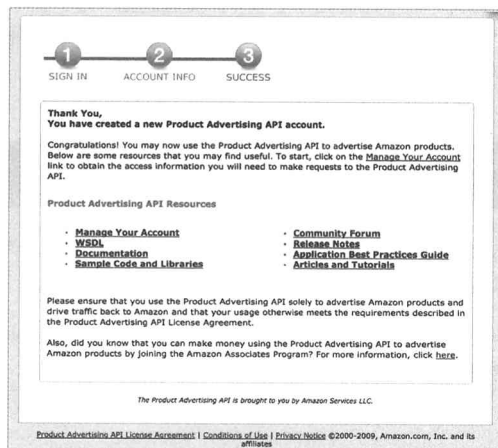 1 2 3
SIGN IN ACCOUNT INFO SUCCESS
Thank You,
You have created a new Product Advertising API account.
Congratulations! You may now use the Product Advertising API to advertise Amazon products.
Below are some resources that you may find useful. To start, click on the Manage Your Account
link to obtain the access information you will need to make requests to the Product Advertising
API.
Product Advertising API Resources
· Manage Your Account
· WSDL
· Documentation
· Sample Code and Libraries
· Community Forum
· Release Notes
· Application Best Practices Guide
· Articles and Tutorials
Please ensure that you use the Product Advertising API solely to advertise Amazon products and
drive traffic back to Amazon and that your usage otherwise meets the requirements described in
the Product Advertising API License Agreement.
Also, did you know that you can make money using the Product Advertising API to advertise
Amazon products by joining the Amazon Associates Program? For more information, click here.
The Product Advertising API is brought to you by Amazon Services LLC.
Product Advertising API License Agreement | Conditions of Use | Privacy Notice ©2000-2009, Amazon.com, Inc. and its
affiliates